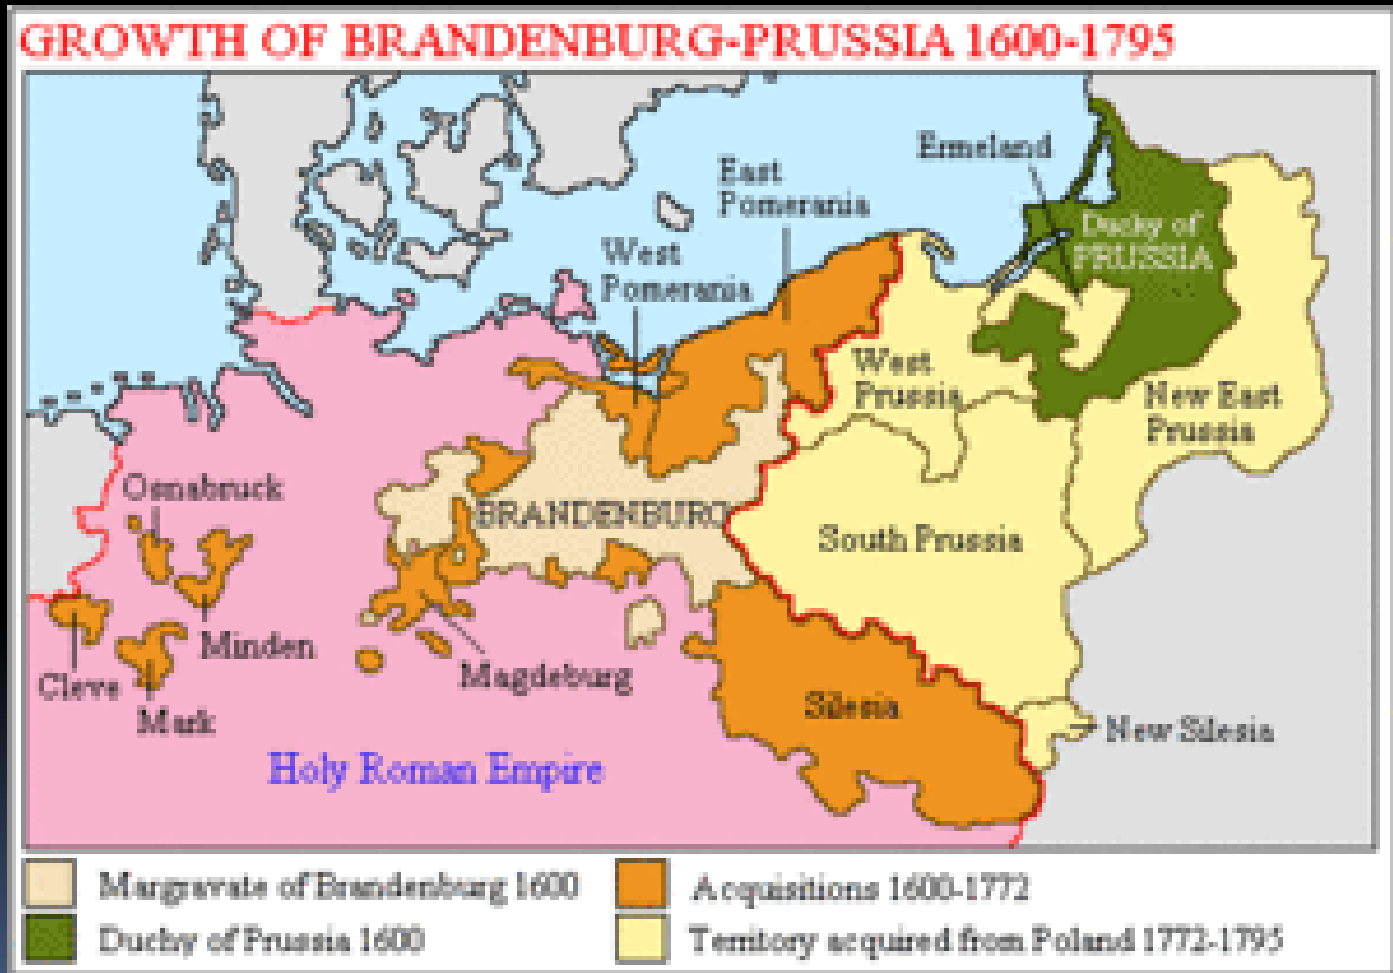 GROWTH OF BRANDENBURG-PRUSSIA 1600-1795
Ermeland
East
Pomerania
Duchy of
PRUSSIA
West
Pomerania
West
Prussia
New East
Prussia
Osnabruck
BRANDENBURG
South Prussia
Minden
Cleve
Magdeburg
Mark
Silesia
New Silesia
Holy Roman Empire
Margravate of Brandenburg 1600
Acquisitions 1600-1772
Duchy of Prussia 1600
Territory acquired from Poland 1772-1795